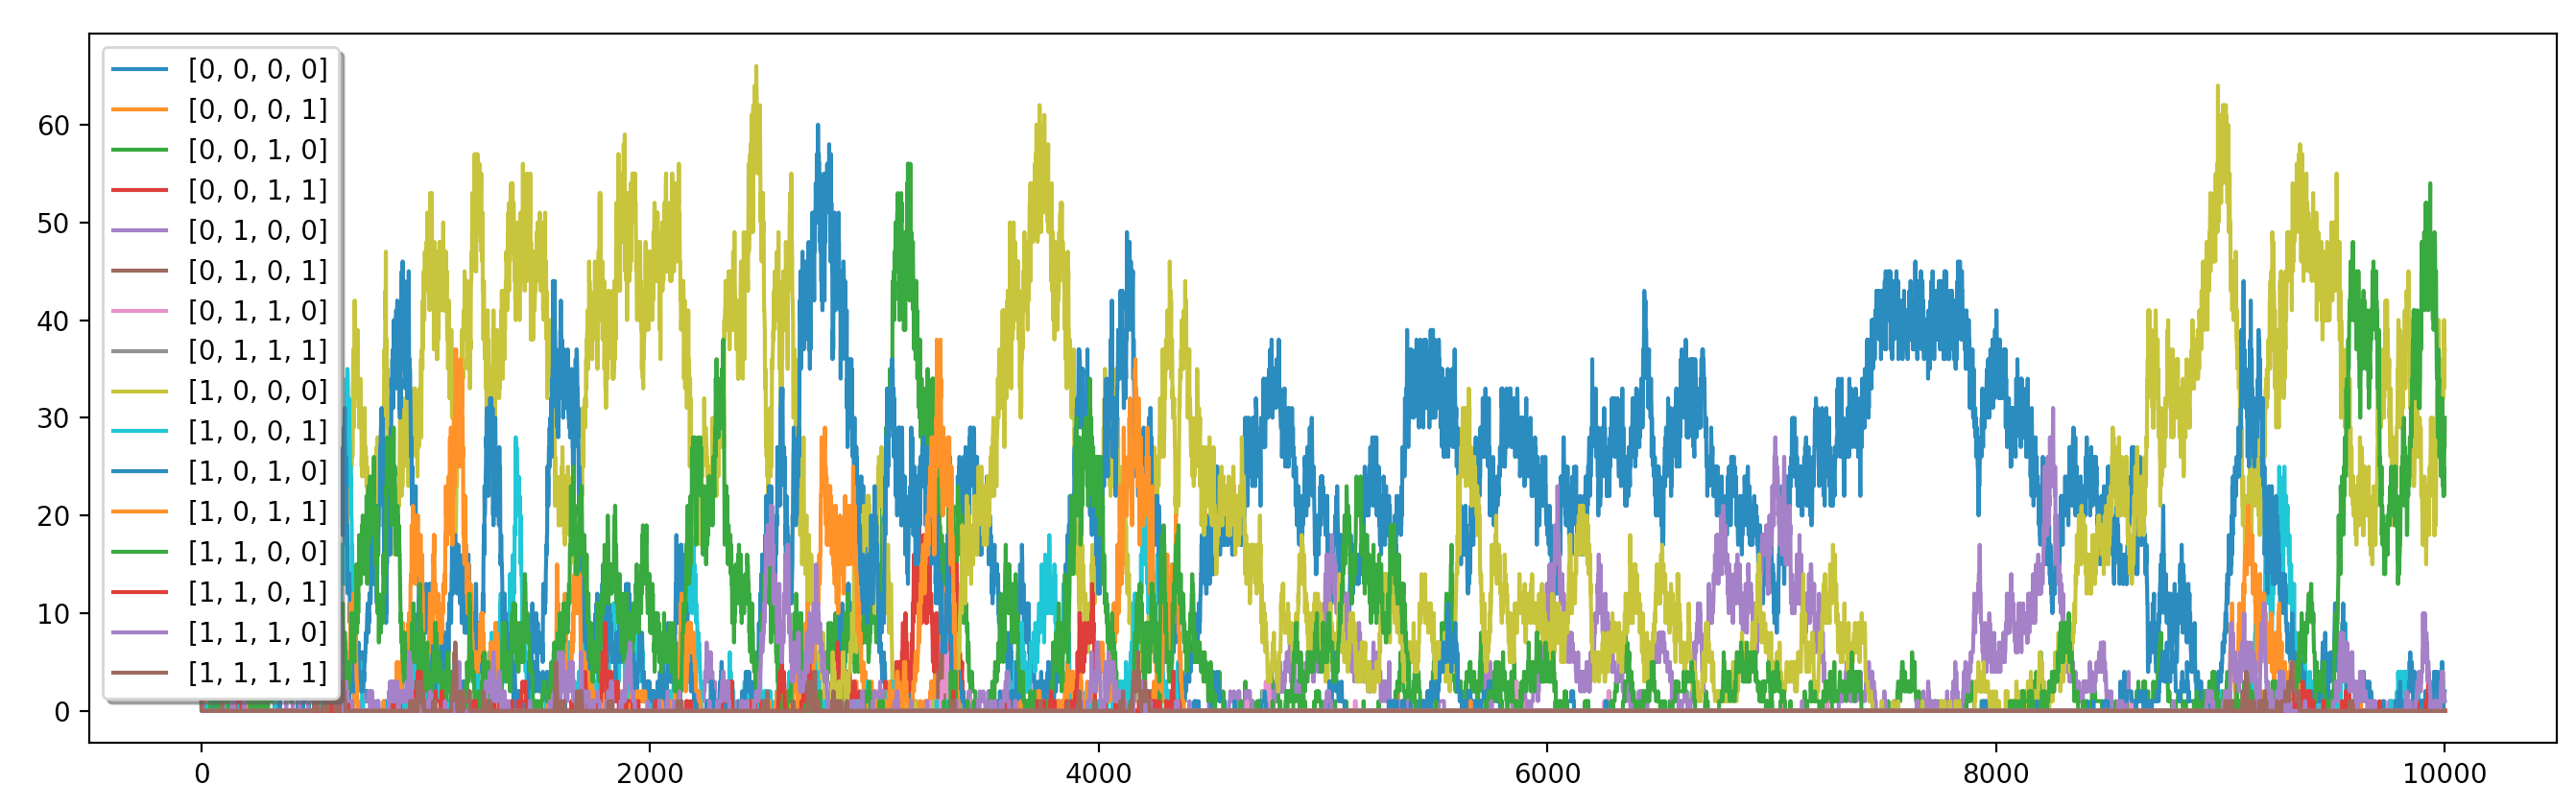 60
50
40
30
20
10
0
[0, 0, 0, 0]
[0, 0, 0, 1]
[0, 0, 1, 0]
[0, 0, 1, 1]
[0, 1, 0, 0]
[0, 1, 0, 1]
[0, 1, 1, 0]
[0, 1, 1, 1]
[1, 0, 0, 0]
[1, 0, 0, 1]
[1, 0, 1, 0]
[1, 0, 1, 1]
[1, 1, 0, 0]
[1, 1, 0, 1]
[1, 1, 1, 0]
[1, 1, 1, 1]
0 2000 4000 6000 8000 10000